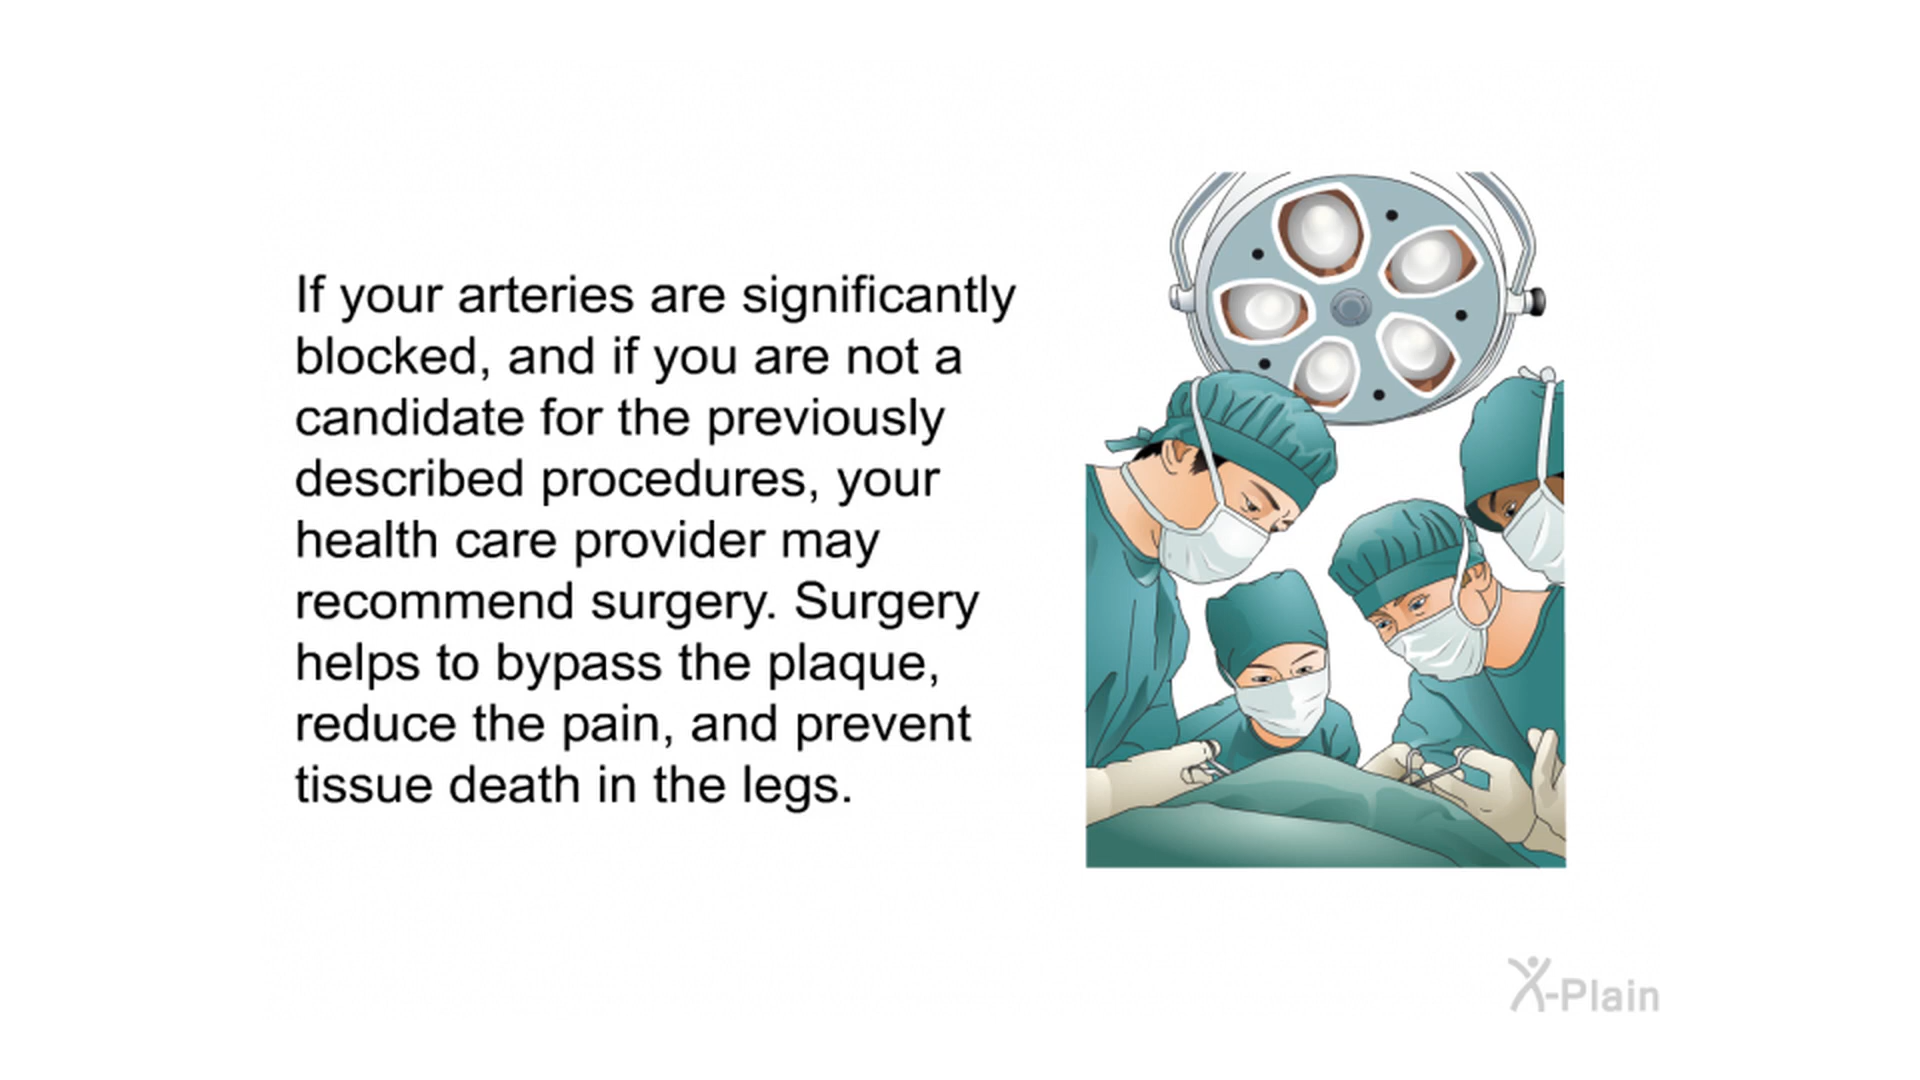 If your arteries are significantly
blocked, and if you are not a
candidate for the previously
described procedures, your
health care provider may
recommend surgery. Surgery
helps to bypass the plaque,
reduce the pain, and prevent
tissue death in the legs.
X-Plain